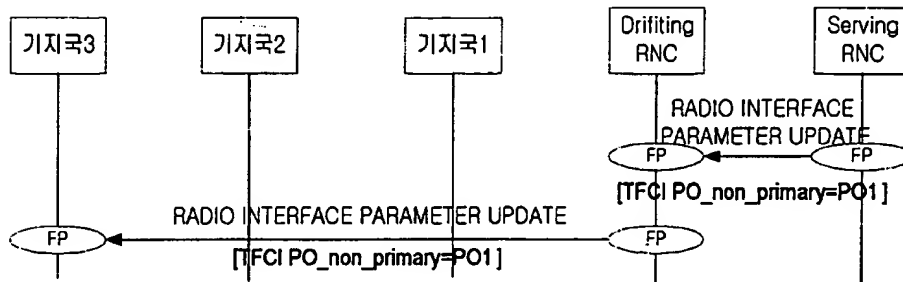 기지국3
기지국2
기지국1
Drifiting
RNC
Serving
RNC
RADIO INTERFACE
PARAMETER UPDATE
FP
FP
[TFCI PO_non_primary=PO1]
RADIO INTERFACE PARAMETER UPDATE
FP
FP
[TFCI PO_non_primary=PO1]